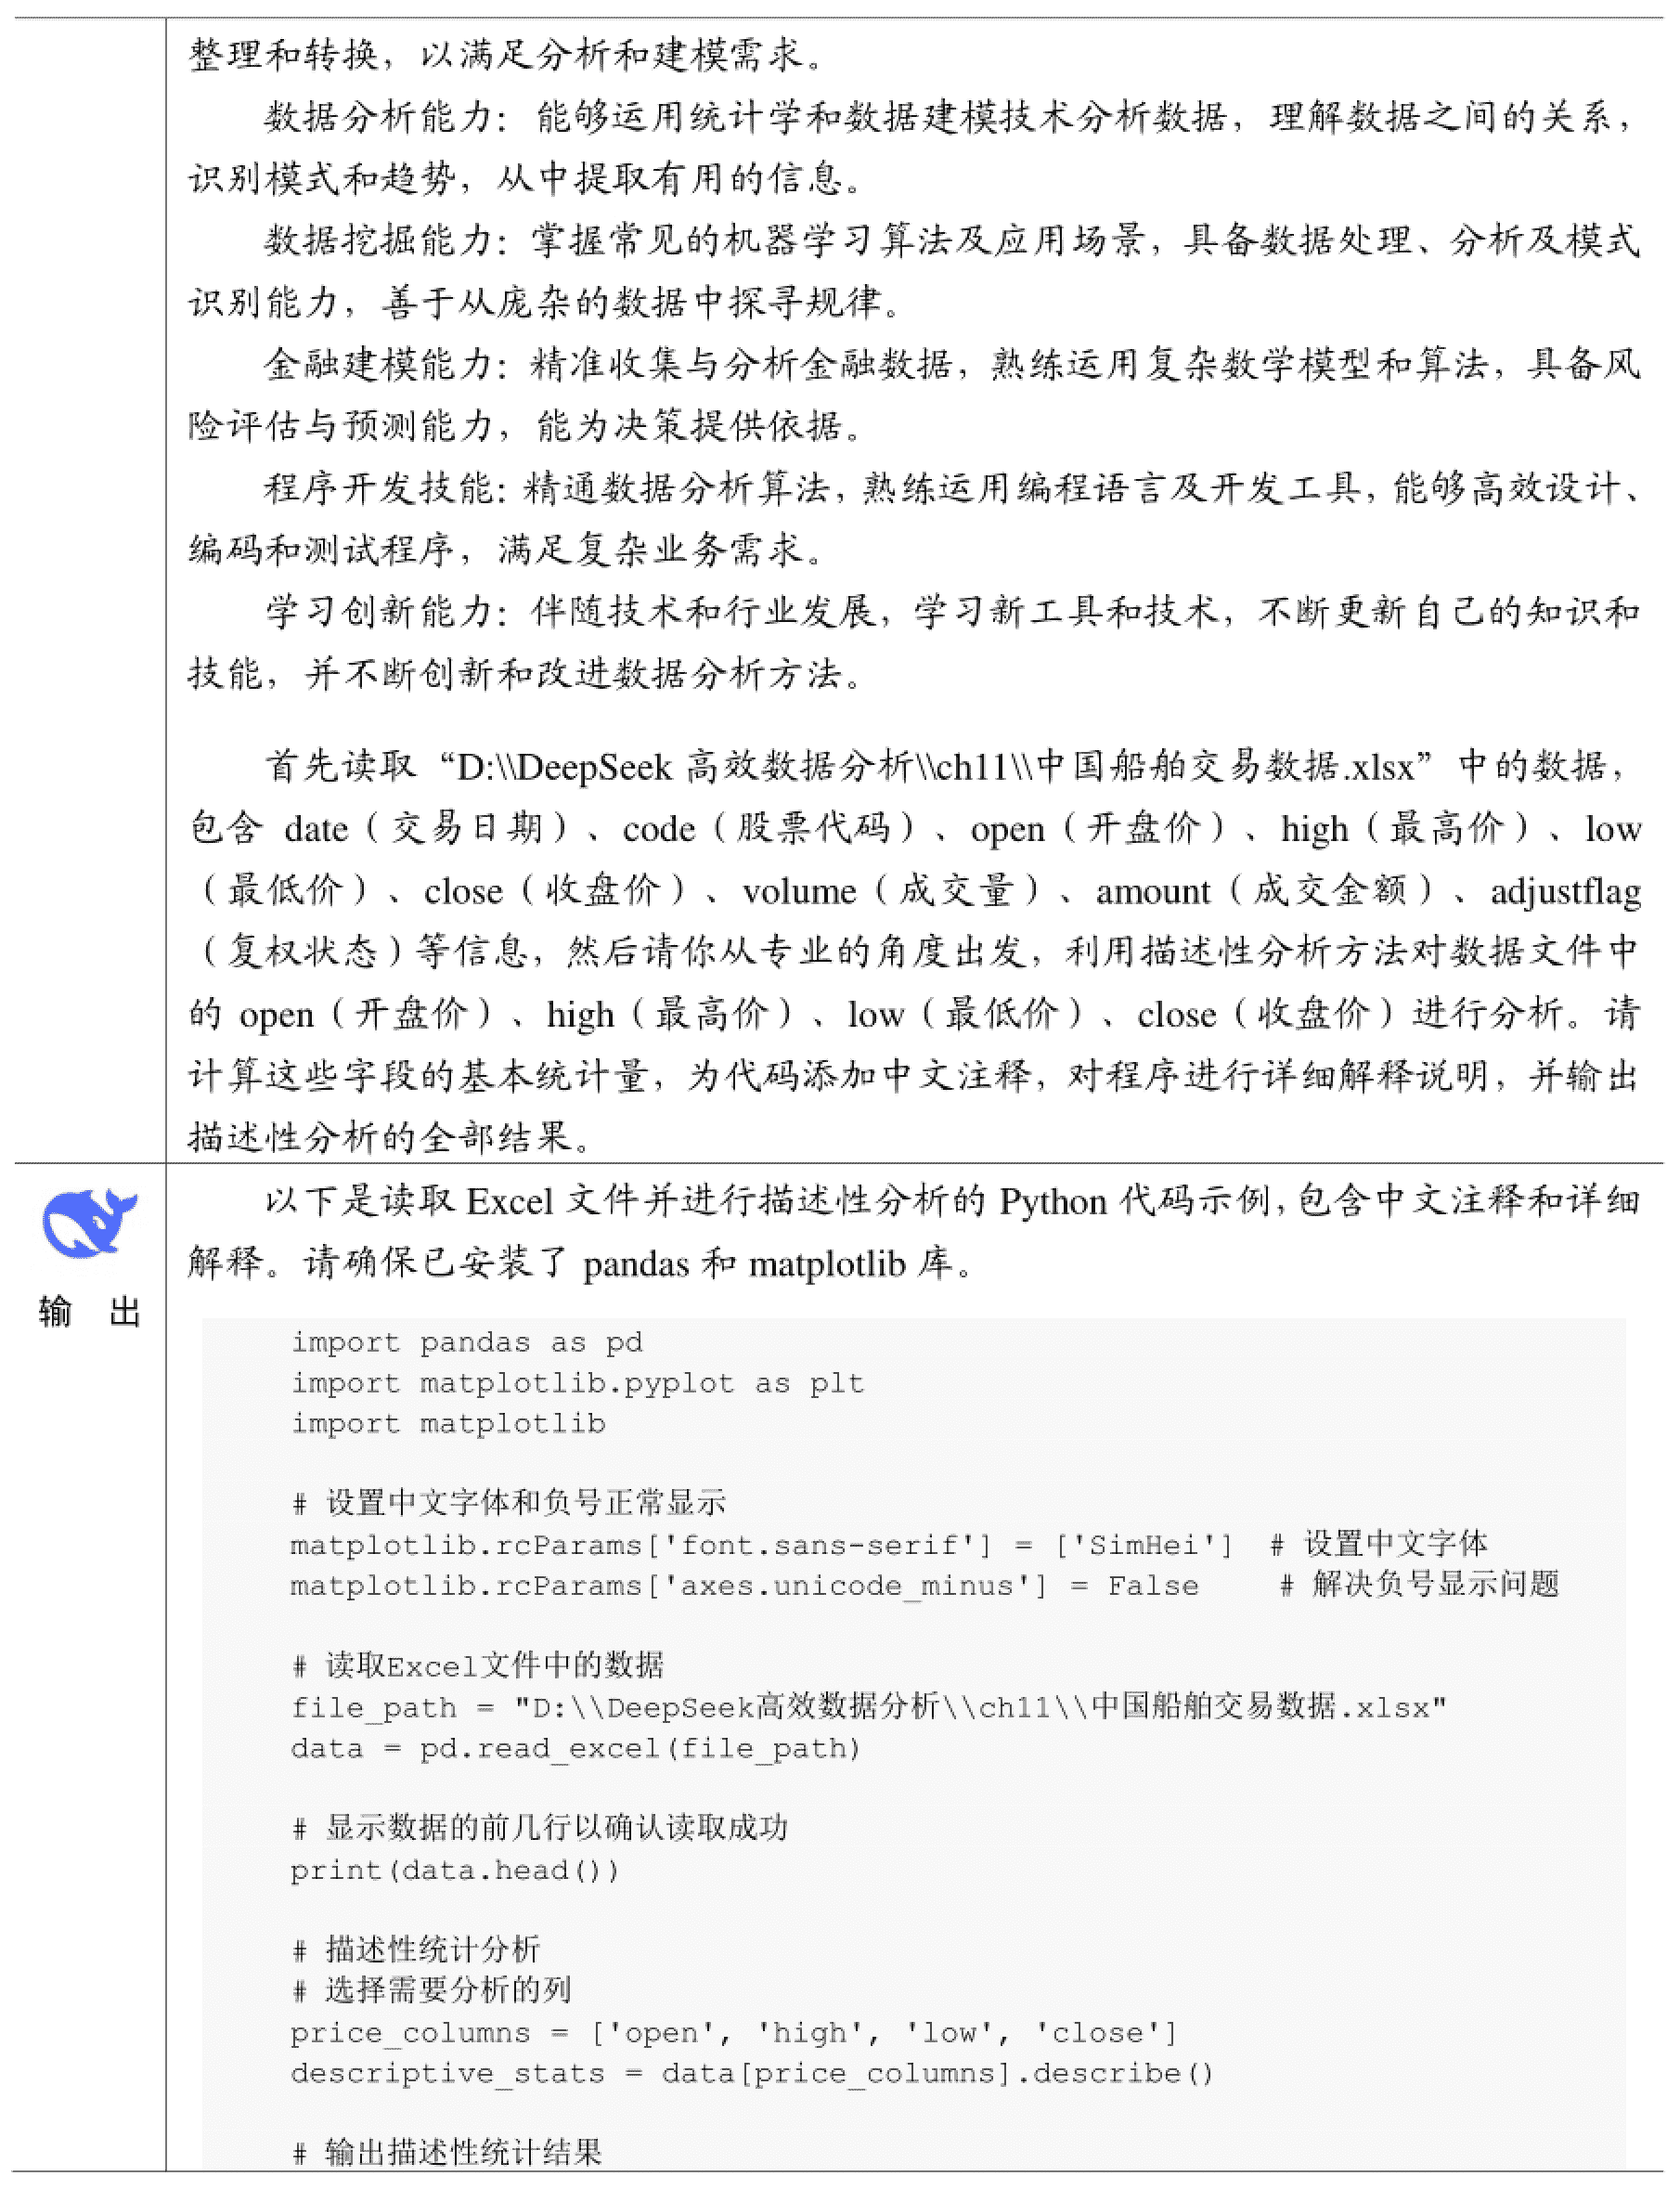 整理和转换，以满足分析和建模需求。
数据分析能力：能够运用统计学和数据建模技术分析数据，理解数据之间的关系，
识别模式和趋势，从中提取有用的信息。
数据挖掘能力：掌握常见的机器学习算法及应用场景，具备数据处理、分析及模式
识别能力，善于从庞杂的数据中探寻规律。
金融建模能力：精准收集与分析金融数据，熟练运用复杂数学模型和算法，具备风
险评估与预测能力，能为决策提供依据。
程序开发技能：精通数据分析算法，熟练运用编程语言及开发工具，能够高效设计、
编码和测试程序，满足复杂业务需求。
学习创新能力：伴随技术和行业发展，学习新工具和技术，不断更新自己的知识和
技能，并不断创新和改进数据分析方法。
首先读取“D:\\DeepSeek 高效数据分析\\ch11\\中国船舶交易数据.xlsx”中的数据，
包含 date（交易日期）、code（股票代码）、open（开盘价）、high（最高价）、low
（最低价）、close（收盘价）、volume（成交量）、amount（成交金额）、adjustflag
（复权状态）等信息，然后请你从专业的角度出发，利用描述性分析方法对数据文件中
的 open（开盘价）、high（最高价）、low（最低价）、close（收盘价）进行分析。请
计算这些字段的基本统计量，为代码添加中文注释，对程序进行详细解释说明，并输出
描述性分析的全部结果。
输 出
以下是读取 Excel 文件并进行描述性分析的 Python 代码示例，包含中文注释和详细
解释。请确保已安装了 pandas 和 matplotlib 库。
import pandas as pd
import matplotlib.pyplot as plt
import matplotlib
# 设置中文字体和负号正常显示
matplotlib.rcParams['font.sans-serif'] = ['SimHei']  # 设置中文字体
matplotlib.rcParams['axes.unicode_minus'] = False    # 解决负号显示问题
# 读取Excel文件中的数据
file_path = "D:\\DeepSeek高效数据分析\\ch11\\中国船舶交易数据.xlsx"
data = pd.read_excel(file_path)
# 显示数据的前几行以确认读取成功
print(data.head())
# 描述性统计分析
# 选择需要分析的列
price_columns = ['open', 'high', 'low', 'close']
descriptive_stats = data[price_columns].describe()
# 输出描述性统计结果